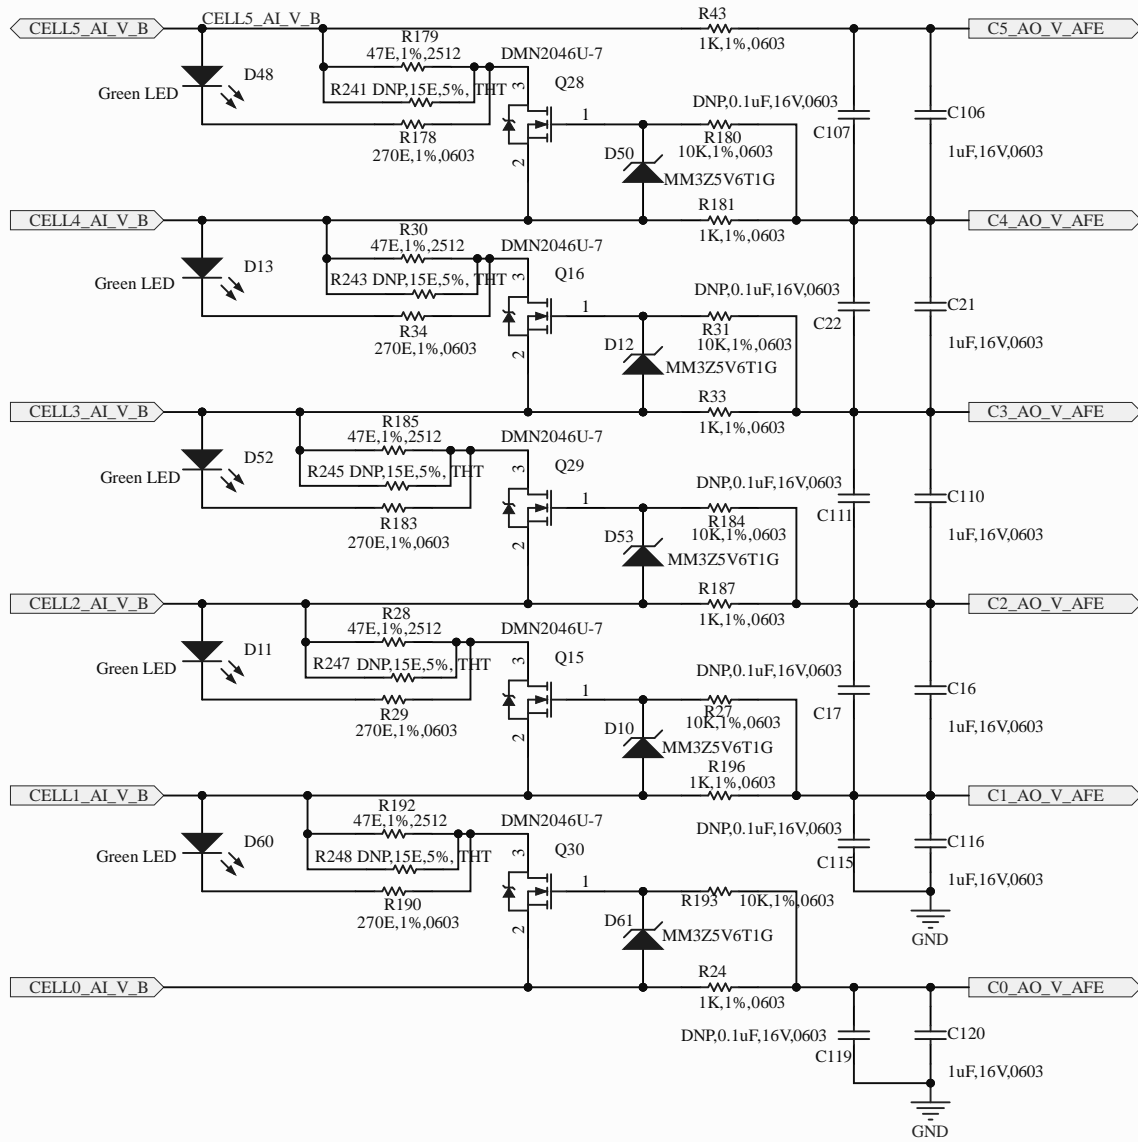 CELL5_AI_V_B
CELL5_AI_V_B
R43
1K,1%,0603
C5_AO_V_AFE
R179
47E,1%,2512
DMN2046U-7
D48
Green LED
R241 DNP,15E,5%, THT
3
Q28
1
2
R178
270E,1%,0603
DNP,0.1uF,16V,0603
R180
10K,1%,0603
C107
C106
1uF,16V,0603
D50
MM3Z5V6T1G
CELL4_AI_V_B
R181
1K,1%,0603
C4_AO_V_AFE
R30
47E,1%,2512
DMN2046U-7
D13
Green LED
R243 DNP,15E,5%, THT
3
Q16
1
2
R34
270E,1%,0603
DNP,0.1uF,16V,0603
R31
10K,1%,0603
C22
C21
1uF,16V,0603
D12
MM3Z5V6T1G
CELL3_AI_V_B
R33
1K,1%,0603
C3_AO_V_AFE
R185
47E,1%,2512
DMN2046U-7
D52
Green LED
R245 DNP,15E,5%, THT
3
Q29
1
2
R183
270E,1%,0603
DNP,0.1uF,16V,0603
R184
10K,1%,0603
C111
C110
1uF,16V,0603
D53
MM3Z5V6T1G
CELL2_AI_V_B
R187
1K,1%,0603
C2_AO_V_AFE
R28
47E,1%,2512
DMN2046U-7
D11
Green LED
R247 DNP,15E,5%, THT
3
Q15
1
2
R29
270E,1%,0603
DNP,0.1uF,16V,0603
R27
10K,1%,0603
C17
C16
1uF,16V,0603
D10
MM3Z5V6T1G
CELL1_AI_V_B
R196
1K,1%,0603
C1_AO_V_AFE
R192
47E,1%,2512
DMN2046U-7
D60
Green LED
R248 DNP,15E,5%, THT
3
Q30
1
2
R190
270E,1%,0603
DNP,0.1uF,16V,0603
C115
C116
1uF,16V,0603
R193
10K,1%,0603
D61
MM3Z5V6T1G
GND
CELL0_AI_V_B
R24
1K,1%,0603
C0_AO_V_AFE
DNP,0.1uF,16V,0603
C119
C120
1uF,16V,0603
GND